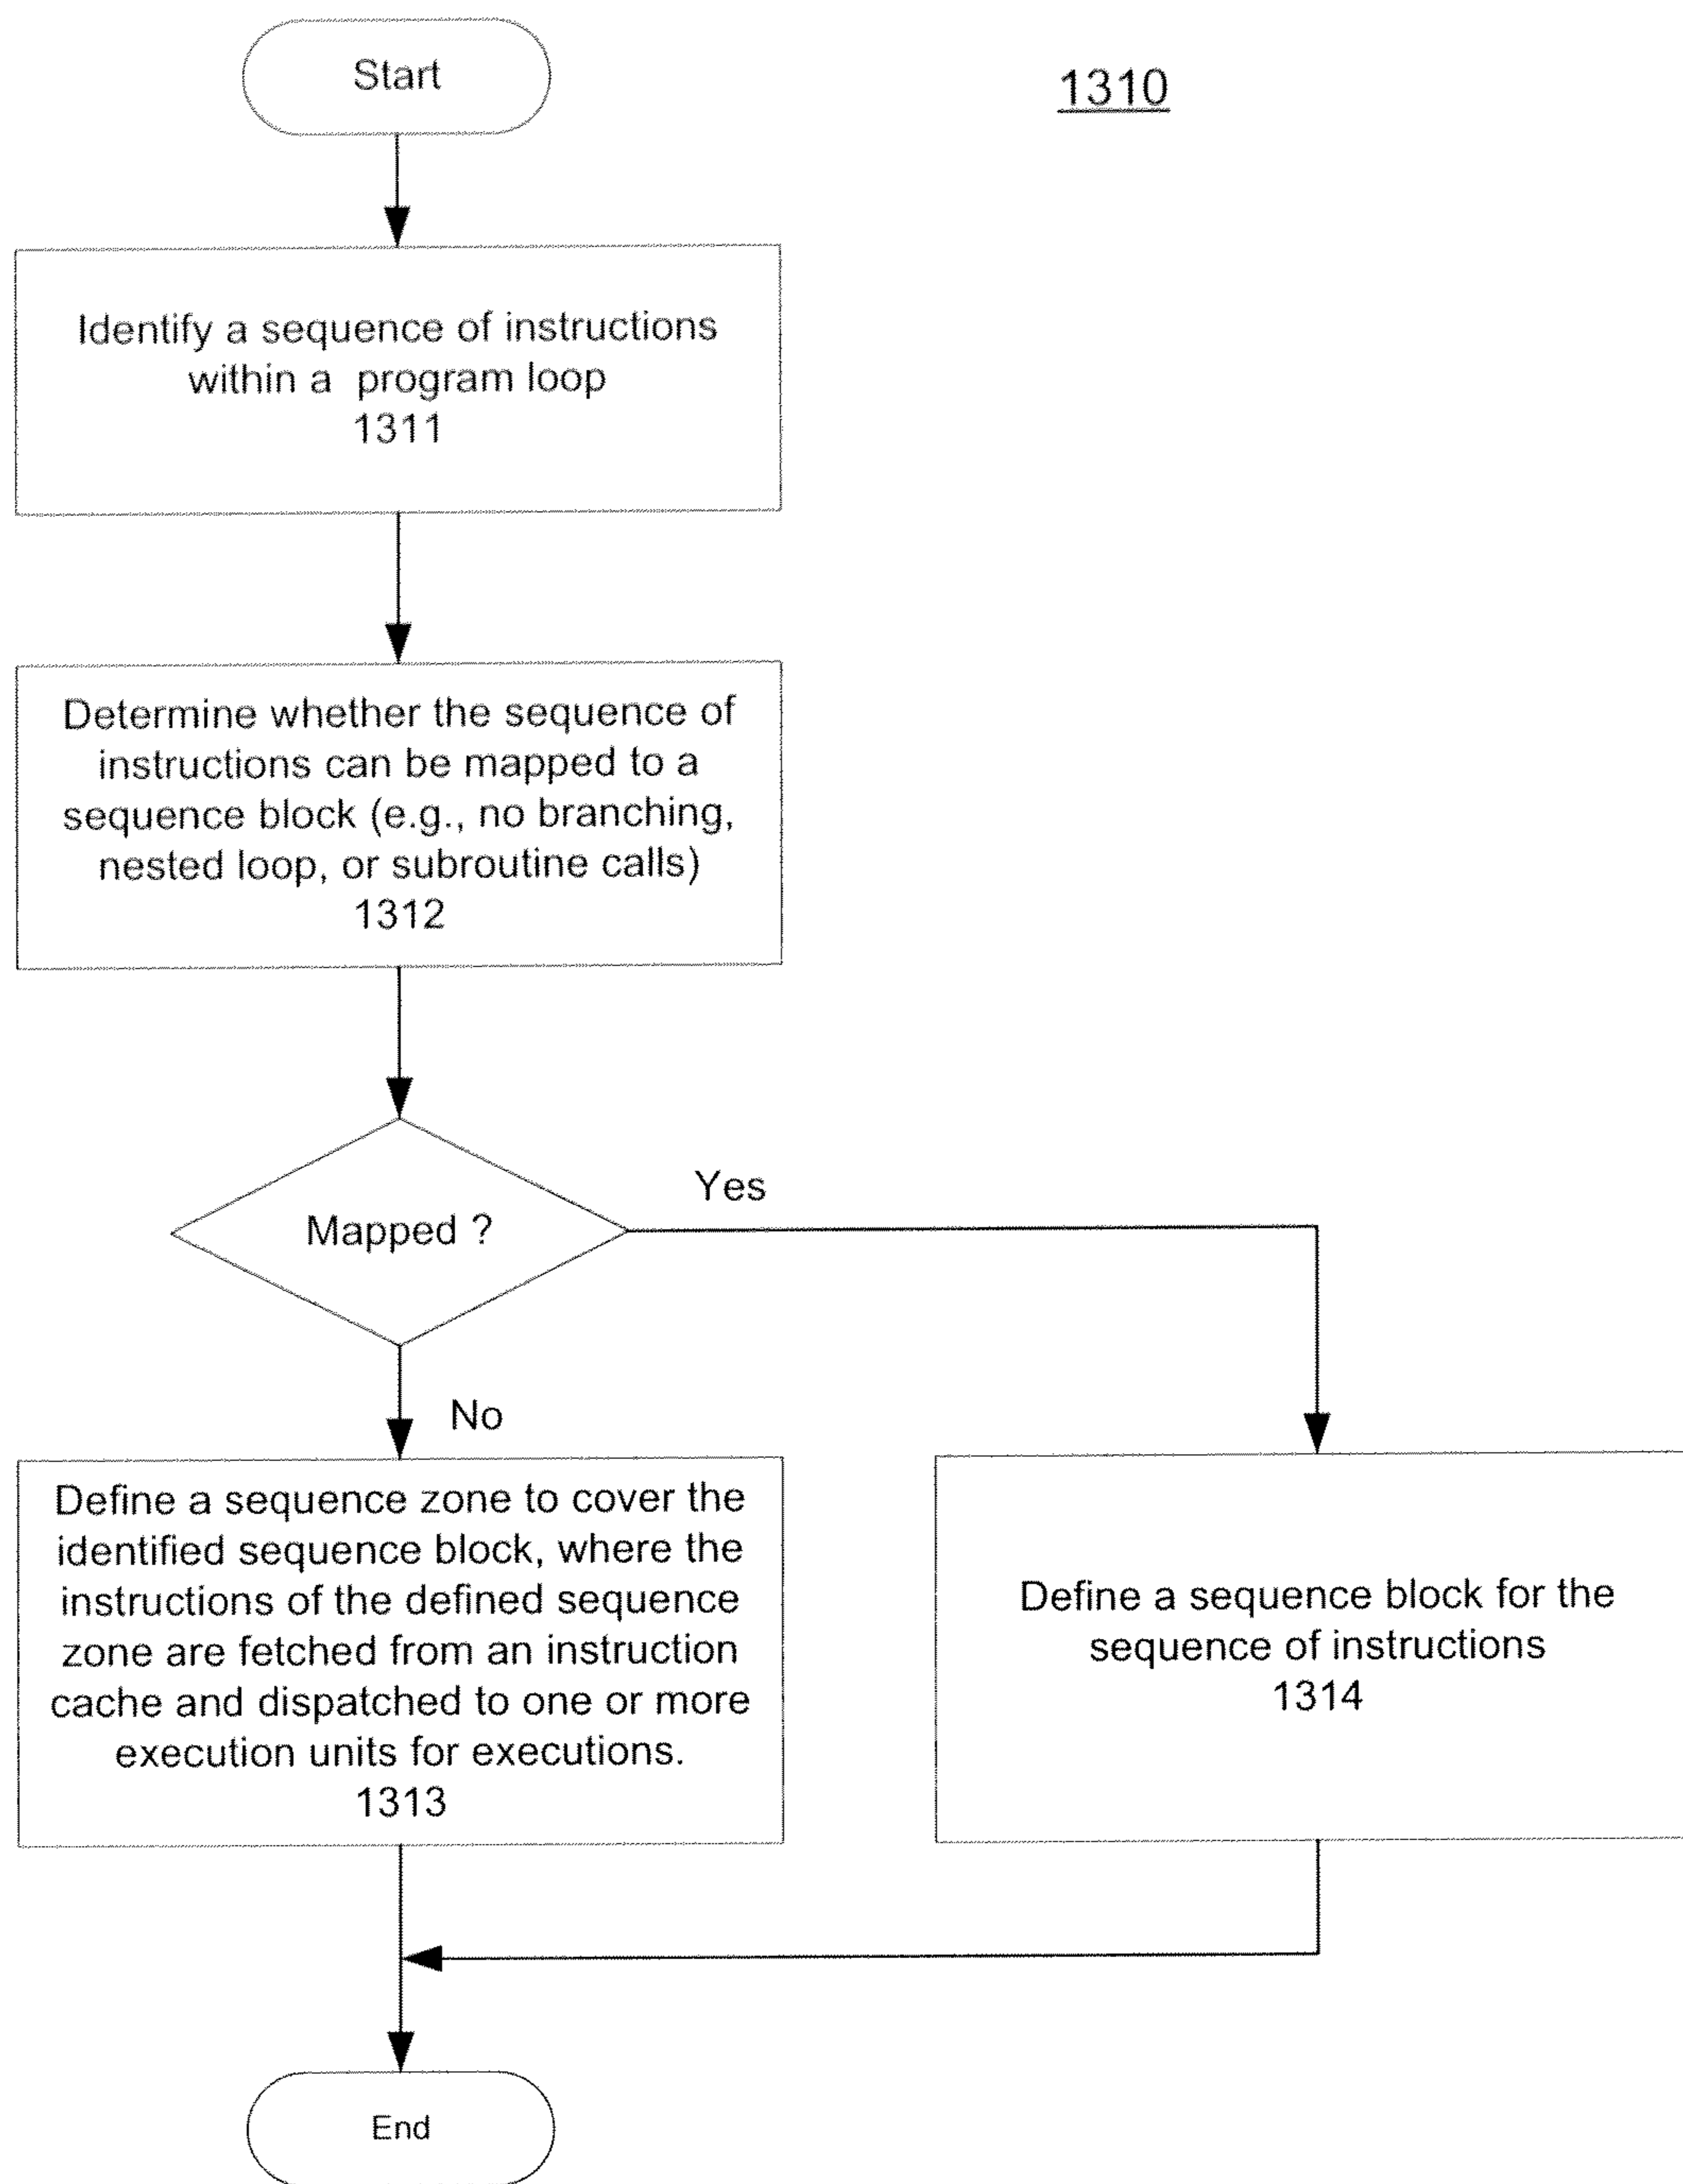 Start
1310
Identify a sequence of instructions
within a program loop
1311
Determine whether the sequence of
instructions can be mapped to a
sequence block (e.g., no branching,
nested loop, or subroutine calls)
1312
Mapped ?
Yes
No
Define a sequence zone to cover the
identified sequence block, where the
instructions of the defined sequence
zone are fetched from an instruction
cache and dispatched to one or more
execution units for executions.
1313
Define a sequence block for the
sequence of instructions
1314
End